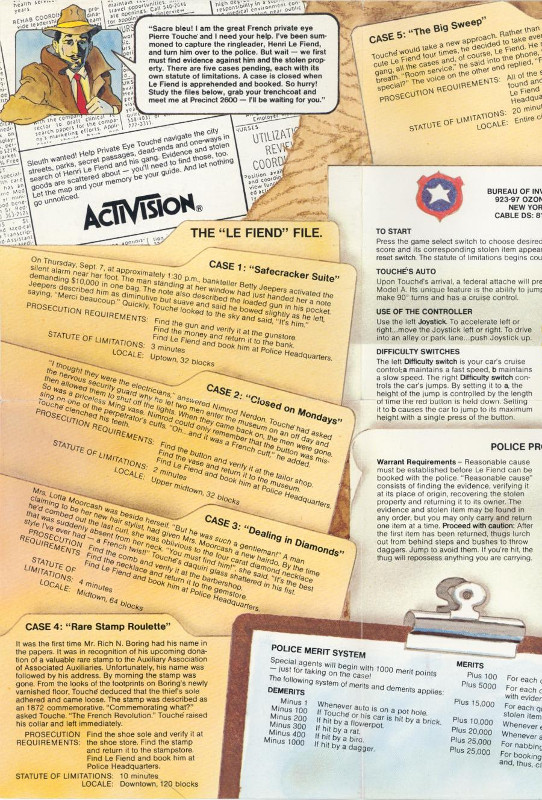 "Sacre bleu! I am the great French private eye
Pierre Touché and I need your help. I've been sum-
moned to capture the ringleader, Henri Le Fiend,
and turn him over to the police. But wait — we first
must find evidence against him and the stolen prop-
erty. There are five cases pending, each with its
own statute of limitations. A case is closed when
Le Fiend is apprehended and booked. So hurry!
Study the files below, grab your trenchcoat and
meet me at Precinct 2600 — I'll be waiting for you."
Sleuth wanted! Help Private Eye Touché navigate the city
streets, parks, secret passages, dead-ends and one-ways in
search of Henri Le Fiend and his gang. Evidence and stolen
goods are scattered about — you'll need to find those, too.
Let the map and your memory be your guide. And let nothing
go unnoticed.
ACTIVISION®
THE "LE FIEND" FILE.
CASE 1: "Safecracker Suite"
On Thursday, Sept. 7, at approximately 1:30 p.m., bankteller Betty Jeepers activated the
silent alarm near her foot. The man standing at her window had just handed her a note
demanding $10,000 in one bag. The note also described the loaded gun in his pocket.
Jeepers described him as diminutive but suave and said he bowed slightly as he left,
saying, "Merci beaucoup." Quickly, Touché looked to the sky and said, "It's him."
PROSECUTION REQUIREMENTS: Find the gun and verify it at the gunstore.
Find the money and return it to the bank.
Find Le Fiend and book him at Police Headquarters.
STATUTE OF LIMITATIONS: 3 minutes
LOCALE: Uptown, 32 blocks
CASE 2: "Closed on Mondays"
"I thought they were the electricians," answered Nimrod Nerdon. Touché had asked
the nervous security guard why he let two men enter the museum on an off day and
then allowed them to shut off the lights. When they came back on, the men were gone.
So was a priceless Ming vase. Nimrod could only remember that the button was mis-
sing on one of the perpetrator's cuffs. "Oh... and it was a French cuff," he added.
Touché clenched his teeth.
PROSECUTION REQUIREMENTS: Find the button and verify it at the tailor shop.
Find the vase and return it to the museum.
Find Le Fiend and book him at Police Headquarters.
STATUTE OF LIMITATIONS: 2 minutes
LOCALE: Upper midtown, 32 blocks
CASE 3: "Dealing in Diamonds"
Mrs. Lotta Moorcash was beside herself. "But he was such a gentleman!" A man
claiming to be her new hair stylist, had given Mrs. Moorcash a new hairdo. By the time
he'd combed out the last curl, she was oblivious to the four carat diamond necklace
that was suddenly absent from her neck. "You must find him!", she said. "It's the best
style I've ever had — a French twist!" Touché's daquiri glass shattered in his fist.
PROSECUTION REQUIREMENTS Find the comb and verify it at the barbershop.
Find the necklace and return it to the gemstore.
Find Le Fiend and book him at Police Headquarters.
STATUTE OF
LIMITATIONS: 4 minutes
LOCALE: Midtown, 64 blocks
CASE 4: "Rare Stamp Roulette"
It was the first time Mr. Rich N. Boring had his name in
the papers. It was in recognition of his upcoming dona-
tion of a valuable rare stamp to the Auxiliary Association
of Associated Auxiliaries. Unfortunately, his name was
followed by his address. By morning the stamp was
gone. From the looks of the footprints on Boring's newly
varnished floor, Touché deduced that the thief's sole
adhered and came loose. The stamp was described as
an 1872 commemorative. "Commemorating what?"
asked Touché. "The French Revolution." Touché raised
his collar and left immediately.
PROSECUTION REQUIREMENTS: Find the shoe sole and verify it at
the shoe store. Find the stamp
and return it to the stampstore.
Find Le Fiend and book him at
Police Headquarters.
STATUTE OF LIMITATIONS: 10 minutes
LOCALE: Downtown, 120 blocks
CASE 5: "The Big Sweep"
Touché would take a new approach. Rather than
cute Le Fiend four times, he decided to take ever
gang, all the cases and, of course, Le Fiend. He
breath. "Room service," he said into the phone,
special?" The voice on the other end replied, "F
PROSECUTION REQUIREMENTS: All of the s
found and
Le Fiend
Headqua
STATUTE OF LIMITATIONS: 20 minut
LOCALE: Entire c
BUREAU OF INV
923-97 OZON
NEW YOR
CABLE DS: 8
TO START
Press the game select switch to choose desired
score and its corresponding stolen item appear
reset switch. The statute of limitations begins cou
TOUCHÉ'S AUTO
Upon Touché's arrival, a federal attaché will pre
Model A. Its unique feature is the ability to jump
make 90° turns and has a cruise control.
USE OF THE CONTROLLER
Use the left Joystick. To accelerate left or
right...move the Joystick left or right. To drive
into an alley or park lane...push Joystick up.
DIFFICULTY SWITCHES
The left Difficulty switch is your car's cruise
control; a maintains a fast speed, b maintains
a slow speed. The right Difficulty switch con-
trols the car's jumps. By setting it to a, the
height of the jump is controlled by the length
of time the red button is held down. Setting
it to b causes the car to jump to its maximum
height with a single press of the button.
POLICE PRO
Warrant Requirements – Reasonable cause
must be established before Le Fiend can be
booked with the police. "Reasonable cause"
consists of finding the evidence, verifying it
at its place of origin, recovering the stolen
property and returning it to its owner. The
evidence and stolen item may be found in
any order, but you may only carry and return
one item at a time. Proceed with caution: After
the first item has been returned, thugs lurch
out from behind steps and bushes to throw
daggers. Jump to avoid them. If you're hit, the
thug will repossess anything you are carrying.
POLICE MERIT SYSTEM
Special agents will begin with 1000 merit points
— just for taking on the case!
The following system of merits and demerits applies:
DEMERITS
Minus 1 Whenever auto is on a pot hole.
Minus 100 If Touché or his car is hit by a brick.
Minus 200 If hit by a flowerpot.
Minus 300 If hit by a rat.
Minus 400 If hit by a bird.
Minus 1000 If hit by a dagger.
MERITS
Plus 100 For each c
Plus 5000 For each c
with eviden
Plus 15,000 For each qu
stolen item
Plus 10,000 Whenever e
Plus 20,000 Whenever a
Plus 25,000 For nabbing
Plus 25,000 For booking
and, thus, cl